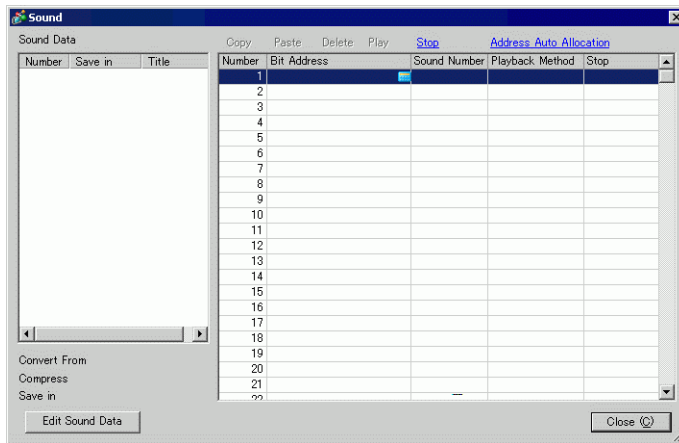 Sound
Sound Data
Copy Paste Delete Play Stop Address Auto Allocation
Number Save in Title
Number Bit Address Sound Number Playback Method Stop
1
2
3
4
5
6
7
8
9
10
11
12
13
14
15
16
17
18
19
20
21
22
Convert From
Compress
Save in
Edit Sound Data
Close (C)